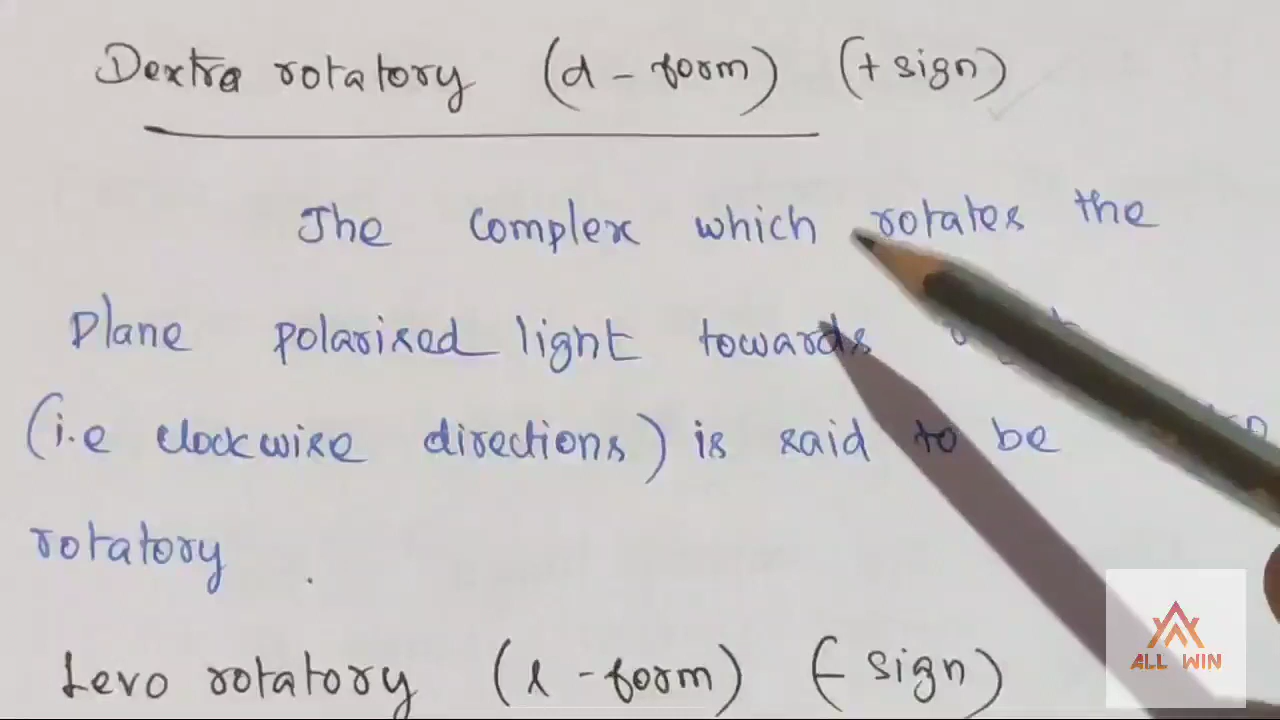 Dextra rotatory (d - form) (+ sign)
The complex which rotates the
Plane polarized light towards
(i.e clockwise directions) is said to be
rotatory .
Levo rotatory (l - form) (- sign)
ALL WIN